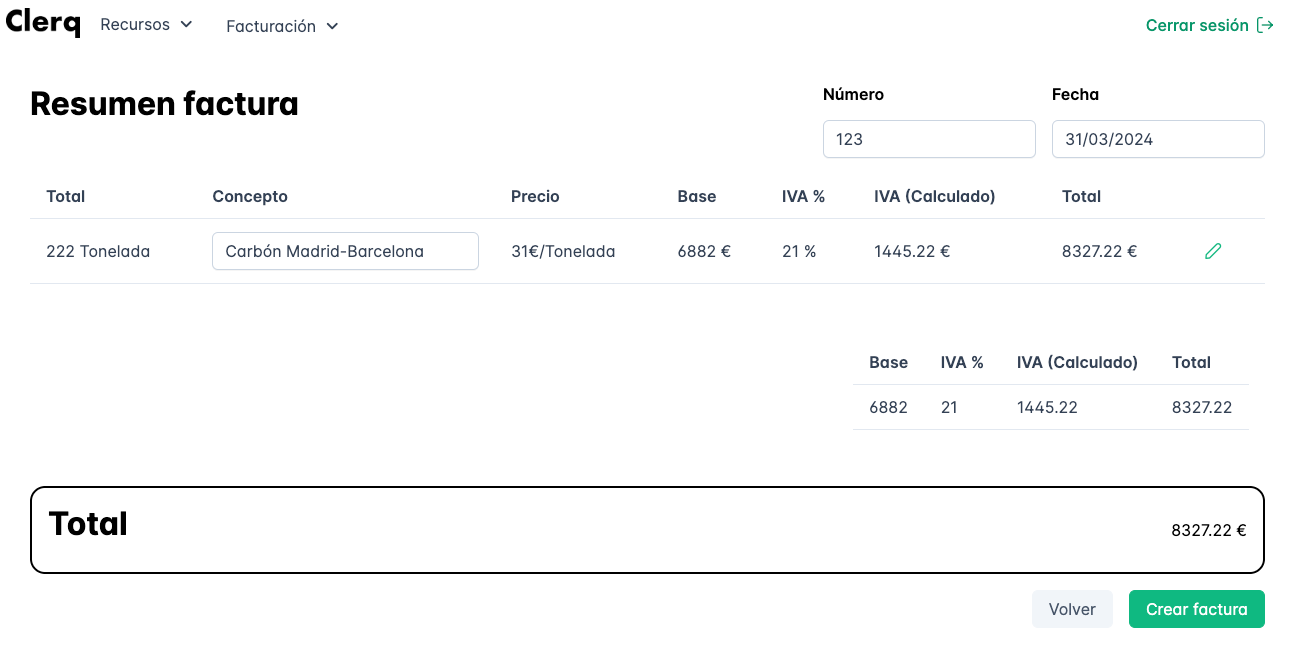 Clerq Recursos Facturación Cerrar sesión
Resumen factura
Número Fecha
123 31/03/2024
Total Concepto Precio Base IVA % IVA (Calculado) Total
222 Tonelada Carbón Madrid-Barcelona 31€/Tonelada 6882 € 21 % 1445.22 € 8327.22 €
Base IVA % IVA (Calculado) Total
6882 21 1445.22 8327.22
Total 8327.22 €
Volver Crear factura